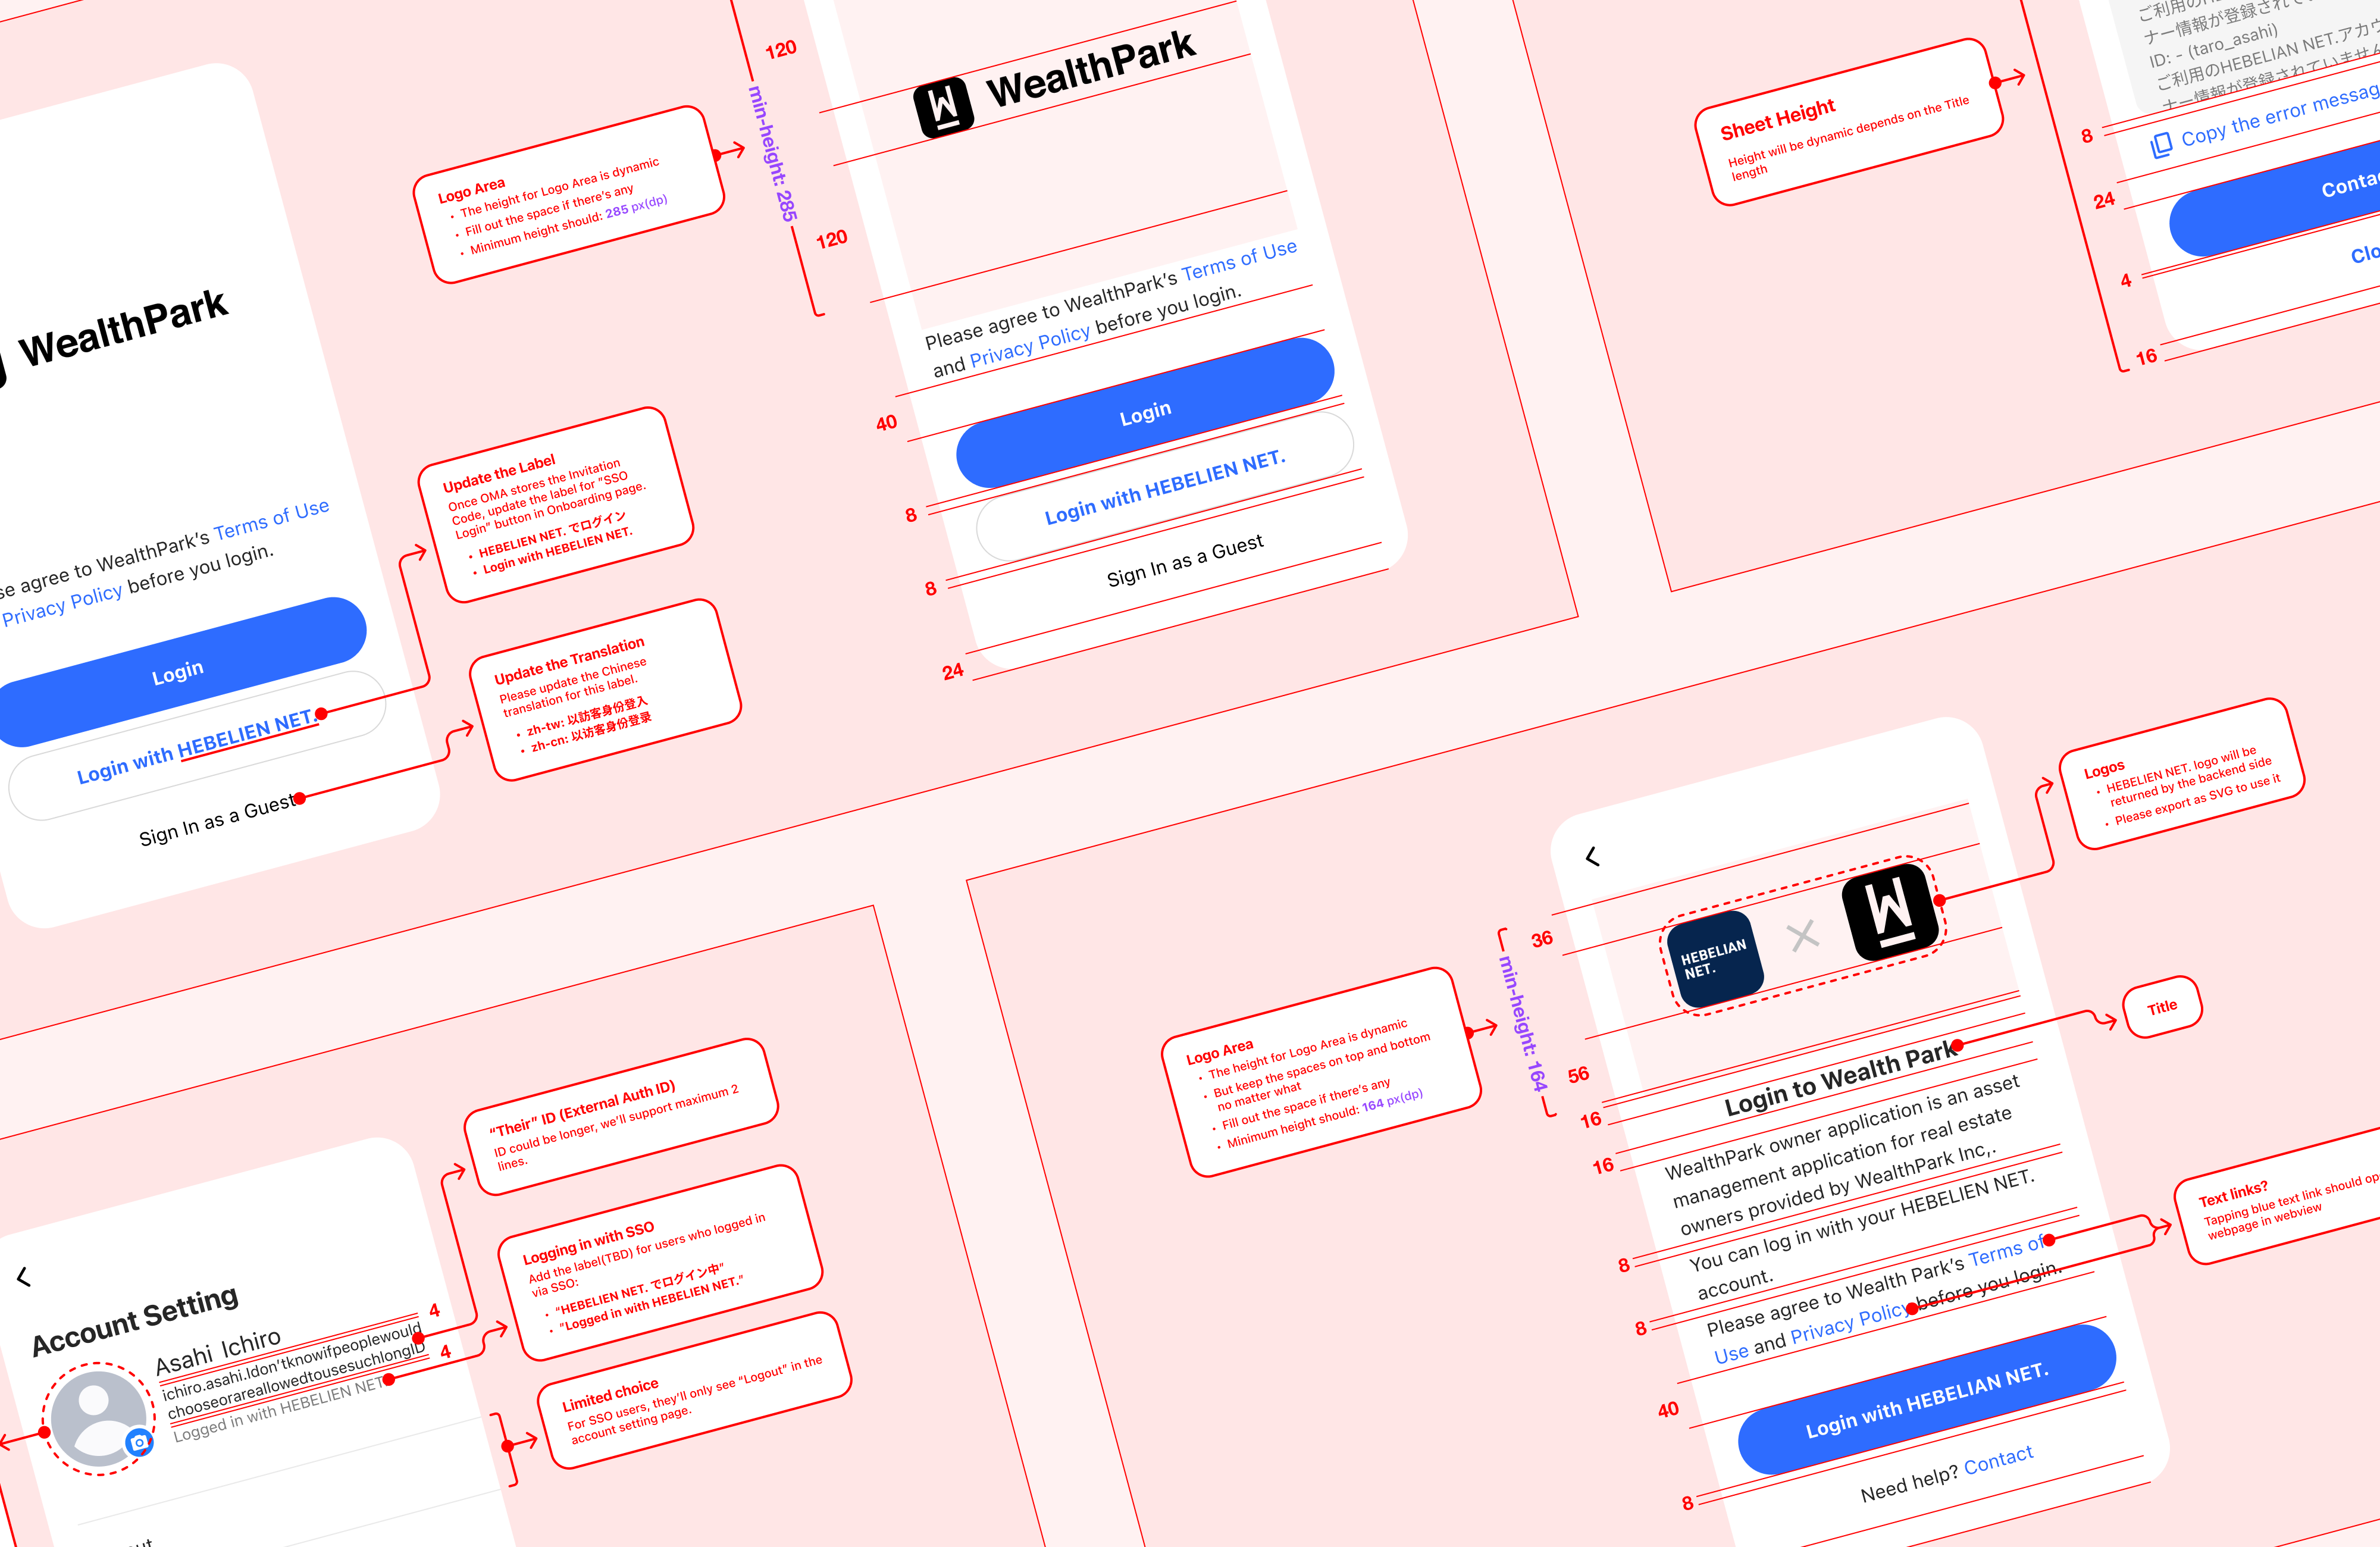 WealthPark
se agree to WealthPark's Terms of Use
Privacy Policy before you login.
Login
Login with HEBELIEN NET.
Sign In as a Guest
Logo Area
• The height for Logo Area is dynamic
• Fill out the space if there's any
• Minimum height should: 285 px(dp)
Update the Label
Once OMA stores the Invitation
Code, update the label for "SSO
Login" button in Onboarding page.
• HEBELIEN NET. でログイン
• Login with HEBELIEN NET.
Update the Translation
Please update the Chinese
translation for this label.
• zh-tw: 以訪客身份登入
• zh-cn: 以访客身份登录
120
min-height: 285
120
40
8
8
24
WealthPark
Please agree to WealthPark's Terms of Use
and Privacy Policy before you login.
Login
Login with HEBELIEN NET.
Sign In as a Guest
Sheet Height
Height will be dynamic depends on the Title
length
8
24
4
16
ご利用のHE
ナー情報が登録されて
ID: - (taro_asahi)
ご利用のHEBELIAN NET.アカウ
ナー情報が登録されていません
Copy the error messag
Contac
Clo
Account Setting
Asahi Ichiro
ichiro.asahi.Idon'tknowifpeoplewould
chooseorareallowedtousesuchlongID
Logged in with HEBELIEN NET
4
4
out
"Their" ID (External Auth ID)
ID could be longer, we'll support maximum 2
lines.
Logging in with SSO
Add the label(TBD) for users who logged in
via SSO:
• "HEBELIEN NET. でログイン中"
• "Logged in with HEBELIEN NET."
Limited choice
For SSO users, they'll only see "Logout" in the
account setting page.
Logo Area
• The height for Logo Area is dynamic
• But keep the spaces on top and bottom
no matter what
• Fill out the space if there's any
• Minimum height should: 164 px(dp)
min-height: 164
36
56
16
16
8
8
40
8
HEBELIAN
NET.
Login to Wealth Park
WealthPark owner application is an asset
management application for real estate
owners provided by WealthPark Inc,.
You can log in with your HEBELIEN NET.
account.
Please agree to Wealth Park's Terms of
Use and Privacy Policy before you login.
Login with HEBELIAN NET.
Need help? Contact
Logos
• HEBELIEN NET. logo will be
returned by the backend side
• Please export as SVG to use it
Title
Text links?
Tapping blue text link should op
webpage in webview